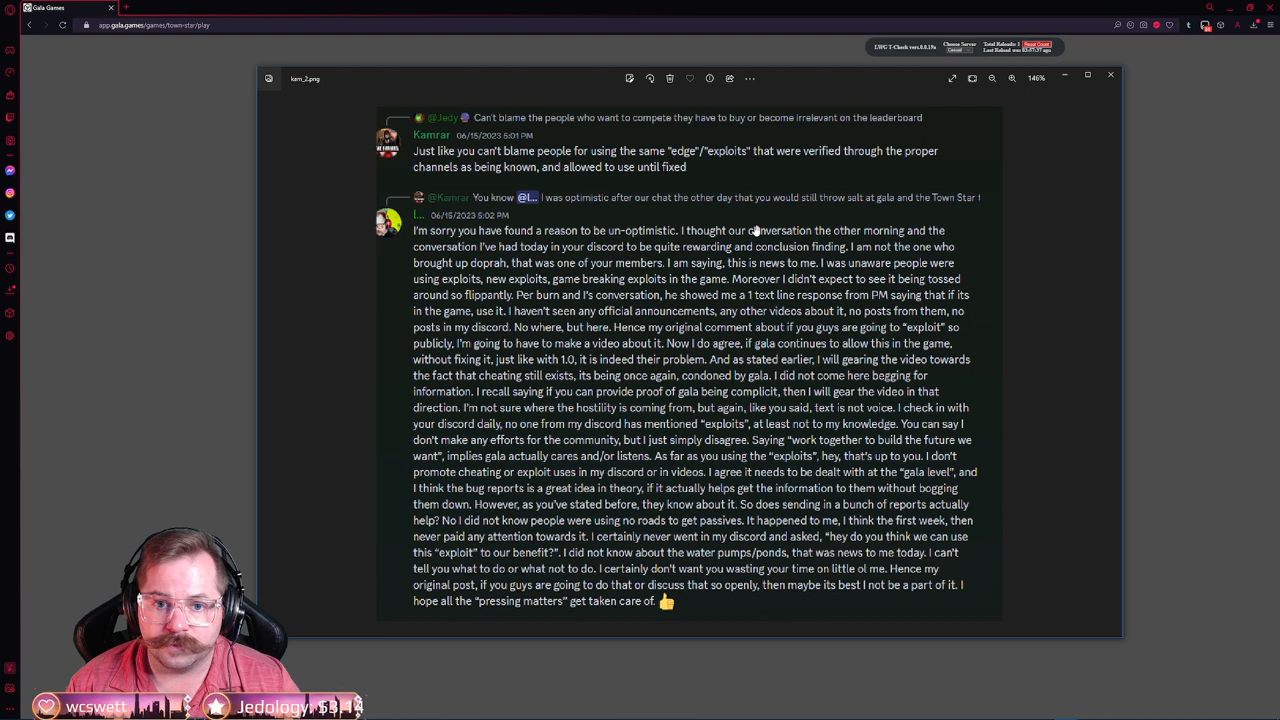 Gala Games
app.gala.games/games/town-star/play
LWG T-Check vers.0.0.19a
Choose Server
Total Reloads: 1
Reset Count
kam_2.png
146%
@Jedy Can't blame the people who want to compete they have to buy or become irrelevant on the leaderboard
Kamrar 06/15/2023 5:01 PM
Just like you can't blame people for using the same "edge"/"exploits" that were verified through the proper
channels as being known, and allowed to use until fixed
@Kamrar You know @l... I was optimistic after our chat the other day that you would still throw salt at gala and the Town Star !
l... 06/15/2023 5:02 PM
I'm sorry you have found a reason to be un-optimistic. I thought our conversation the other morning and the
conversation I've had today in your discord to be quite rewarding and conclusion finding. I am not the one who
brought up doprah, that was one of your members. I am saying, this is news to me. I was unaware people were
using exploits, new exploits, game breaking exploits in the game. Moreover I didn't expect to see it being tossed
around so flippantly. Per burn and I's conversation, he showed me a 1 text line response from PM saying that if its
in the game, use it. I haven't seen any official announcements, any other videos about it, no posts from them, no
posts in my discord. No where, but here. Hence my original comment about if you guys are going to "exploit" so
publicly. I'm going to have to make a video about it. Now I do agree, if gala continues to allow this in the game,
without fixing it, just like with 1.0, it is indeed their problem. And as stated earlier, I will gearing the video towards
the fact that cheating still exists, its being once again, condoned by gala. I did not come here begging for
information. I recall saying if you can provide proof of gala being complicit, then I will gear the video in that
direction. I'm not sure where the hostility is coming from, but again, like you said, text is not voice. I check in with
your discord daily, no one from my discord has mentioned "exploits", at least not to my knowledge. You can say I
don't make any efforts for the community, but I just simply disagree. Saying "work together to build the future we
want", implies gala actually cares and/or listens. As far as you using the "exploits", hey, that's up to you. I don't
promote cheating or exploit uses in my discord or in videos. I agree it needs to be dealt with at the "gala level", and
I think the bug reports is a great idea in theory, if it actually helps get the information to them without bogging
them down. However, as you've stated before, they know about it. So does sending in a bunch of reports actually
help? No I did not know people were using no roads to get passives. It happened to me, I think the first week, then
never paid any attention towards it. I certainly never went in my discord and asked, "hey do you think we can use
this "exploit" to our benefit?". I did not know about the water pumps/ponds, that was news to me today. I can't
tell you what to do or what not to do. I certainly don't want you wasting your time on little ol me. Hence my
original post, if you guys are going to do that or discuss that so openly, then maybe its best I not be a part of it. I
hope all the "pressing matters" get taken care of. 👍
wcswett
Jedology: $3.14